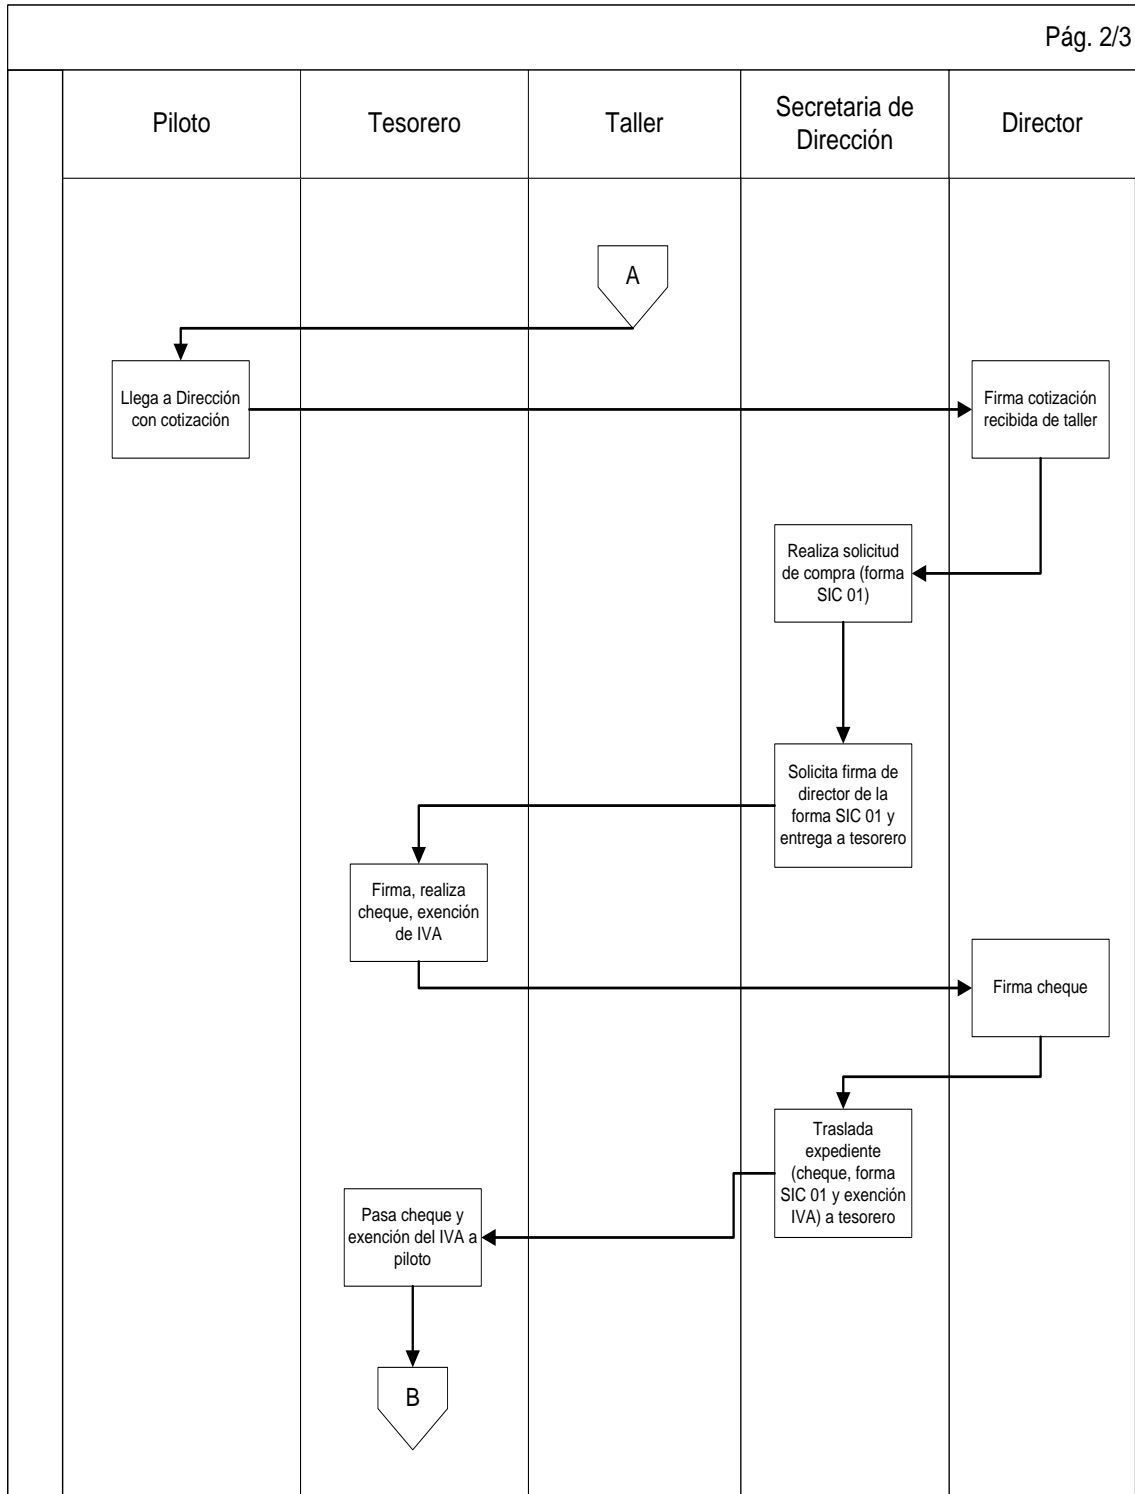 Pág. 2/3
Piloto
Tesorero
Taller
Secretaria de
Dirección
Director
A
Llega a Dirección
con cotización
Firma cotización
recibida de taller
Realiza solicitud
de compra (forma
SIC 01)
Solicita firma de
director de la
forma SIC 01 y
entrega a tesorero
Firma, realiza
cheque, exención
de IVA
Firma cheque
Traslada
expediente
(cheque, forma
SIC 01 y exención
IVA) a tesorero
Pasa cheque y
exención del IVA a
piloto
B